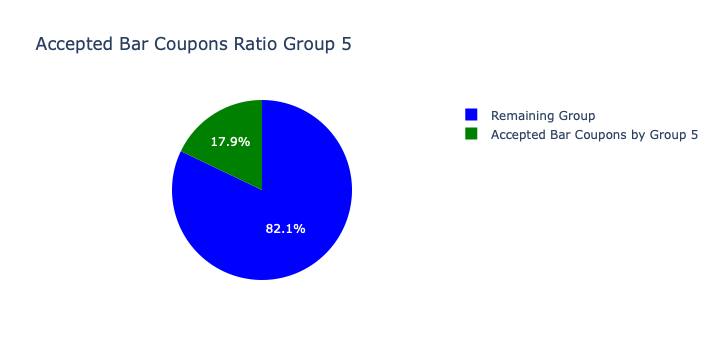 Accepted Bar Coupons Ratio Group 5
Remaining Group
Accepted Bar Coupons by Group 5
17.9%
82.1%